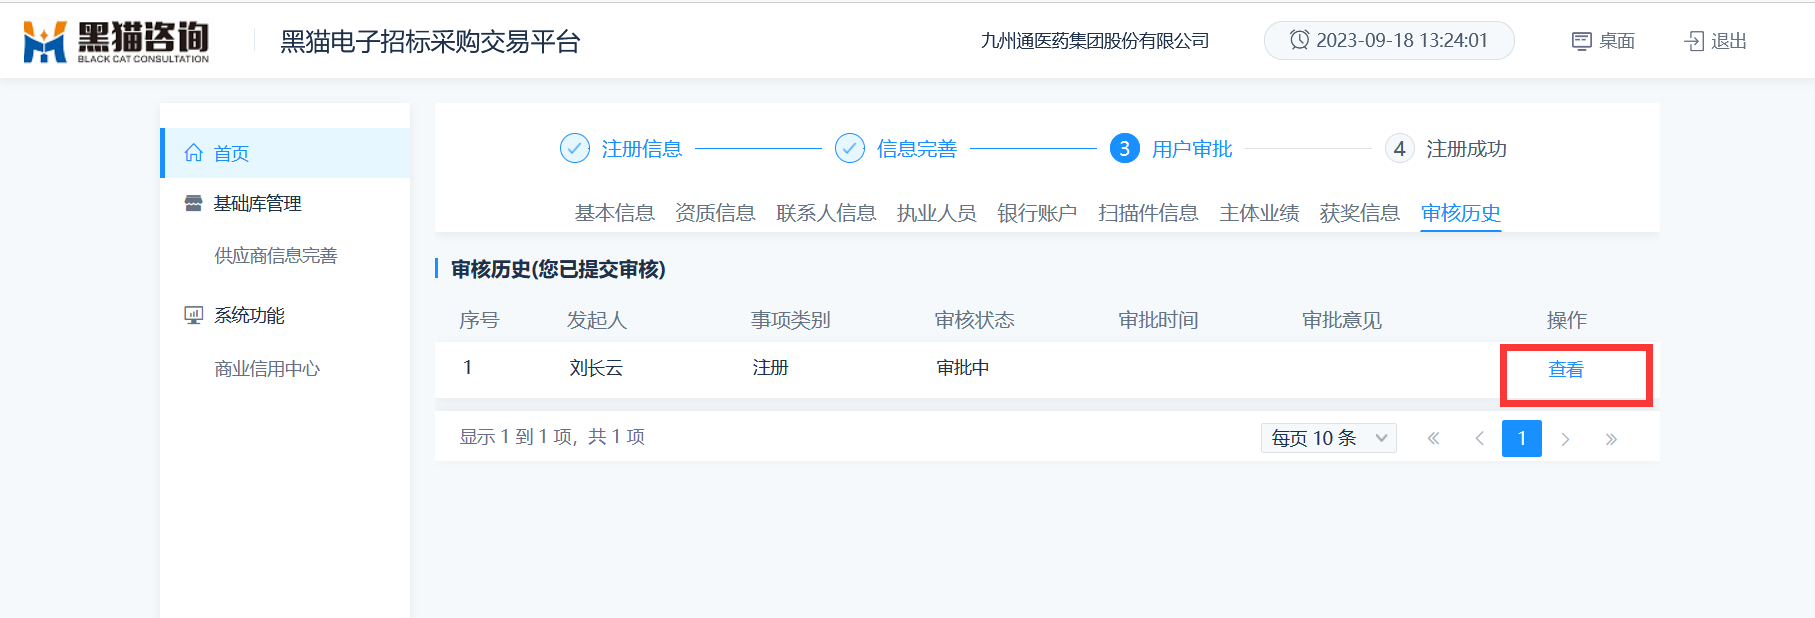 黑猫咨询
BLACK CAT CONSULTATION
黑猫电子招标采购交易平台
九州通医药集团股份有限公司
2023-09-18 13:24:01
桌面
退出
首页
基础库管理
供应商信息完善
系统功能
商业信用中心
注册信息
信息完善
3 用户审批
4 注册成功
基本信息 资质信息 联系人信息 执业人员 银行账户 扫描件信息 主体业绩 获奖信息 审核历史
审核历史(您已提交审核)
序号 发起人 事项类别 审核状态 审批时间 审批意见 操作
1 刘长云 注册 审批中 查看
显示 1 到 1 项，共 1 项
每页 10 条
1